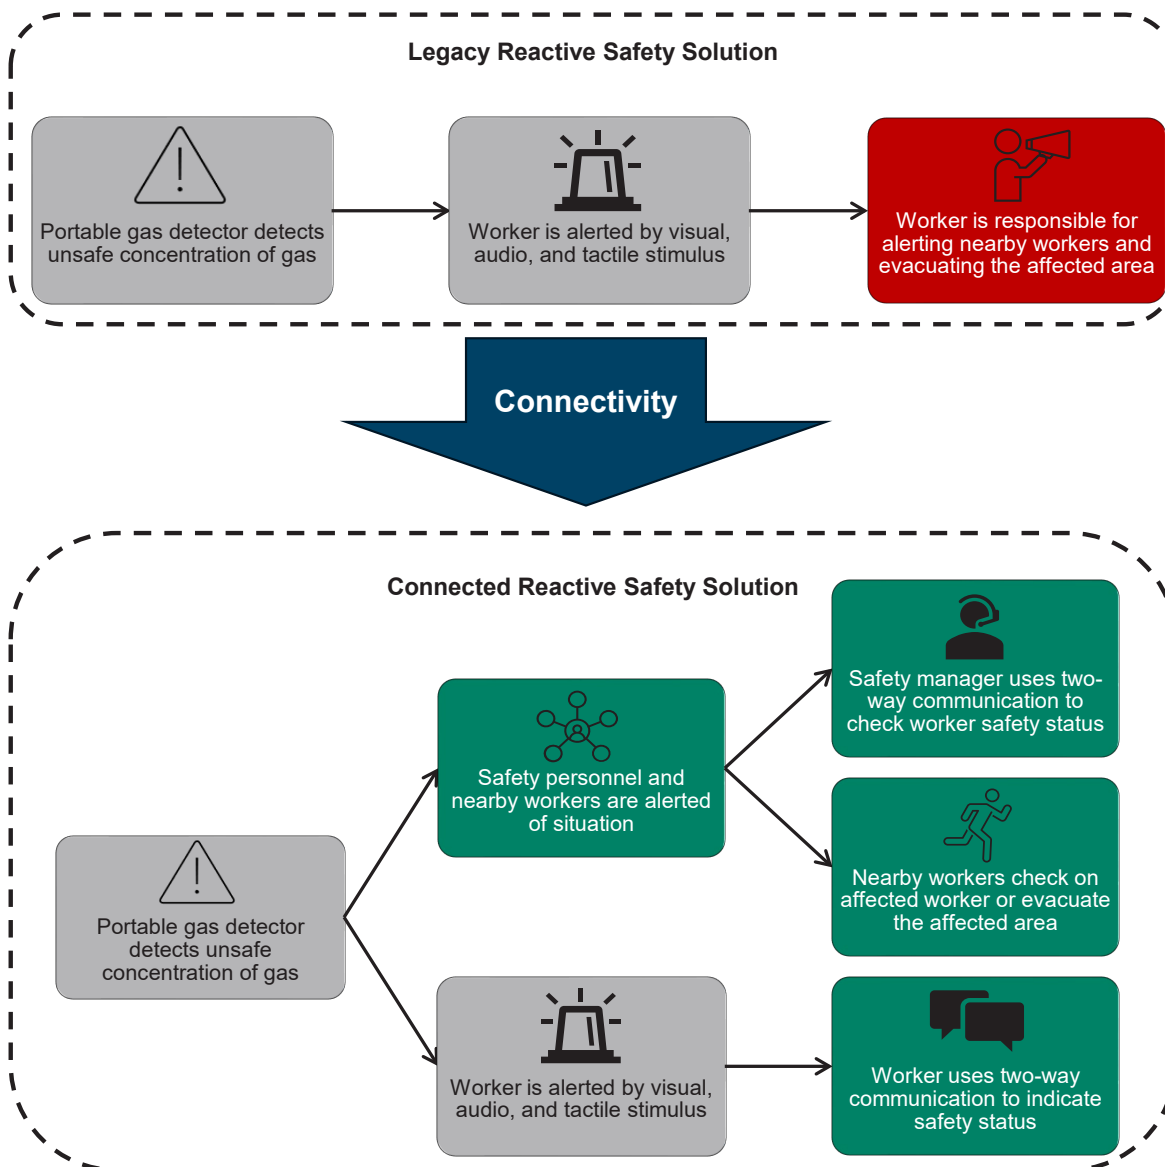 Legacy Reactive Safety Solution
Portable gas detector detects
unsafe concentration of gas
Worker is alerted by visual,
audio, and tactile stimulus
Worker is responsible for
alerting nearby workers and
evacuating the affected area
Connectivity
Connected Reactive Safety Solution
Safety manager uses two-
way communication to
check worker safety status
Safety personnel and
nearby workers are alerted
of situation
Nearby workers check on
affected worker or evacuate
the affected area
Portable gas detector
detects unsafe
concentration of gas
Worker is alerted by visual,
audio, and tactile stimulus
Worker uses two-way
communication to indicate
safety status